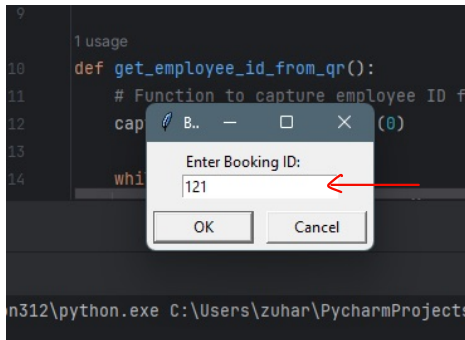 9
1 usage
10 def get_employee_id_from_qr():
11 # Function to capture employee ID f
12 cap (0)
13
14 whi
B..
Enter Booking ID:
121
OK Cancel
n312\python.exe C:\Users\zuhar\PycharmProjects